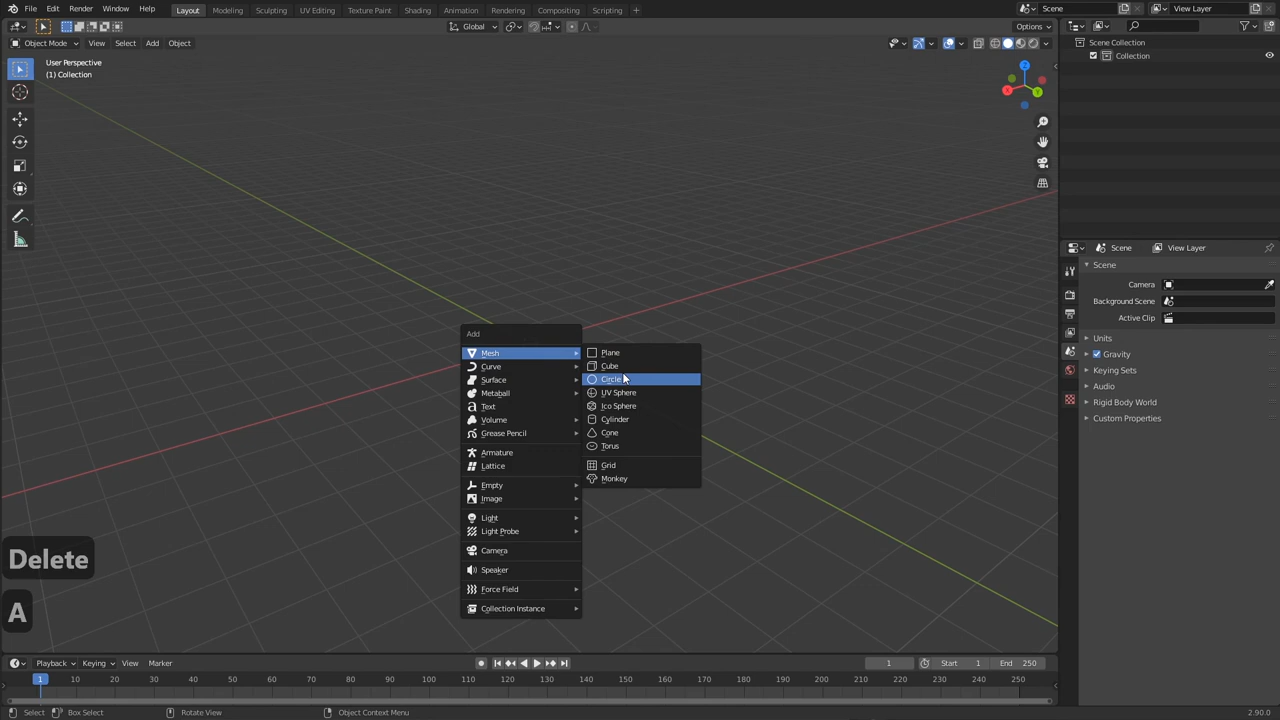 File Edit Render Window Help Layout Modeling Sculpting UV Editing Texture Paint Shading Animation Rendering Compositing Scripting + Scene View Layer
Global Options
Object Mode View Select Add Object
User Perspective
(1) Collection
Scene Collection
Collection
Scene View Layer
Scene
Camera
Background Scene
Active Clip
Units
Gravity
Keying Sets
Audio
Rigid Body World
Custom Properties
X
Y
Z
Add
Mesh
Curve
Surface
Metaball
Text
Volume
Grease Pencil
Armature
Lattice
Empty
Image
Light
Light Probe
Camera
Speaker
Force Field
Collection Instance
Plane
Cube
Circle
UV Sphere
Ico Sphere
Cylinder
Cone
Torus
Grid
Monkey
Delete
A
Playback Keying View Marker 1 Start 1 End 250
1 10 20 30 40 50 60 70 80 90 100 110 120 130 140 150 160 170 180 190 200 210 220 230 240 250
Select Box Select Rotate View Object Context Menu 2.90.0